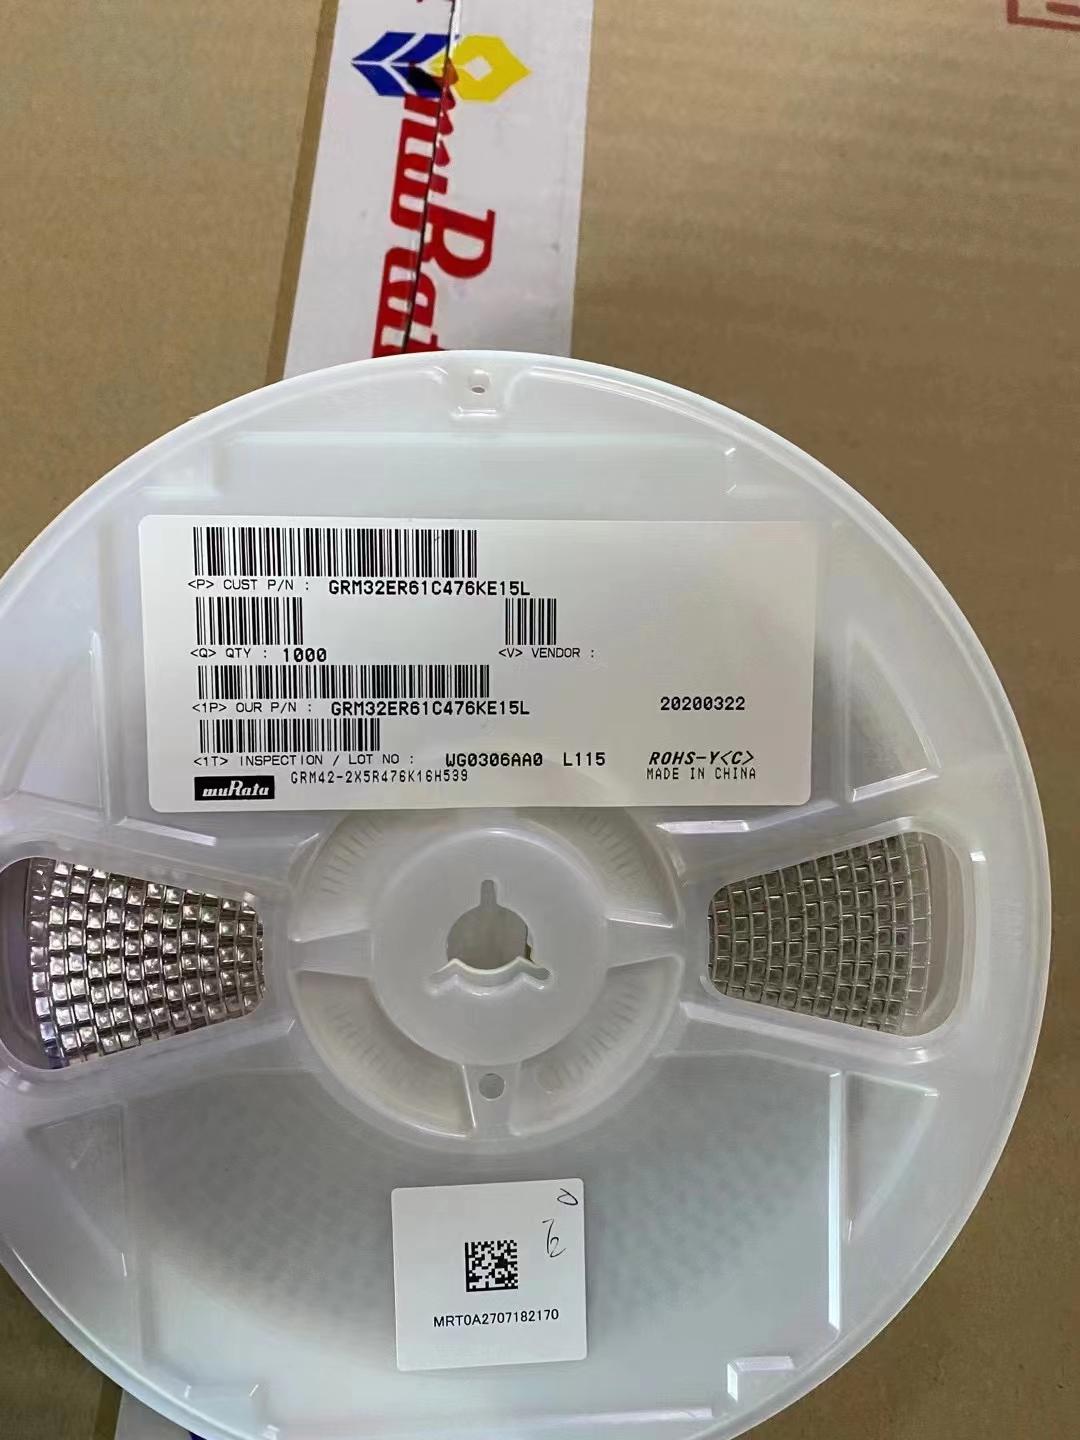 muRata
<P> CUST P/N : GRM32ER61C476KE15L
<Q> QTY : 1000 <V> VENDOR :
<1P> OUR P/N : GRM32ER61C476KE15L 20200322
<1T> INSPECTION / LOT NO : WG0306AA0 L115 ROHS-Y<C>
muRata GRM42-2X5R476K16H539 MADE IN CHINA
MRT0A2707182170